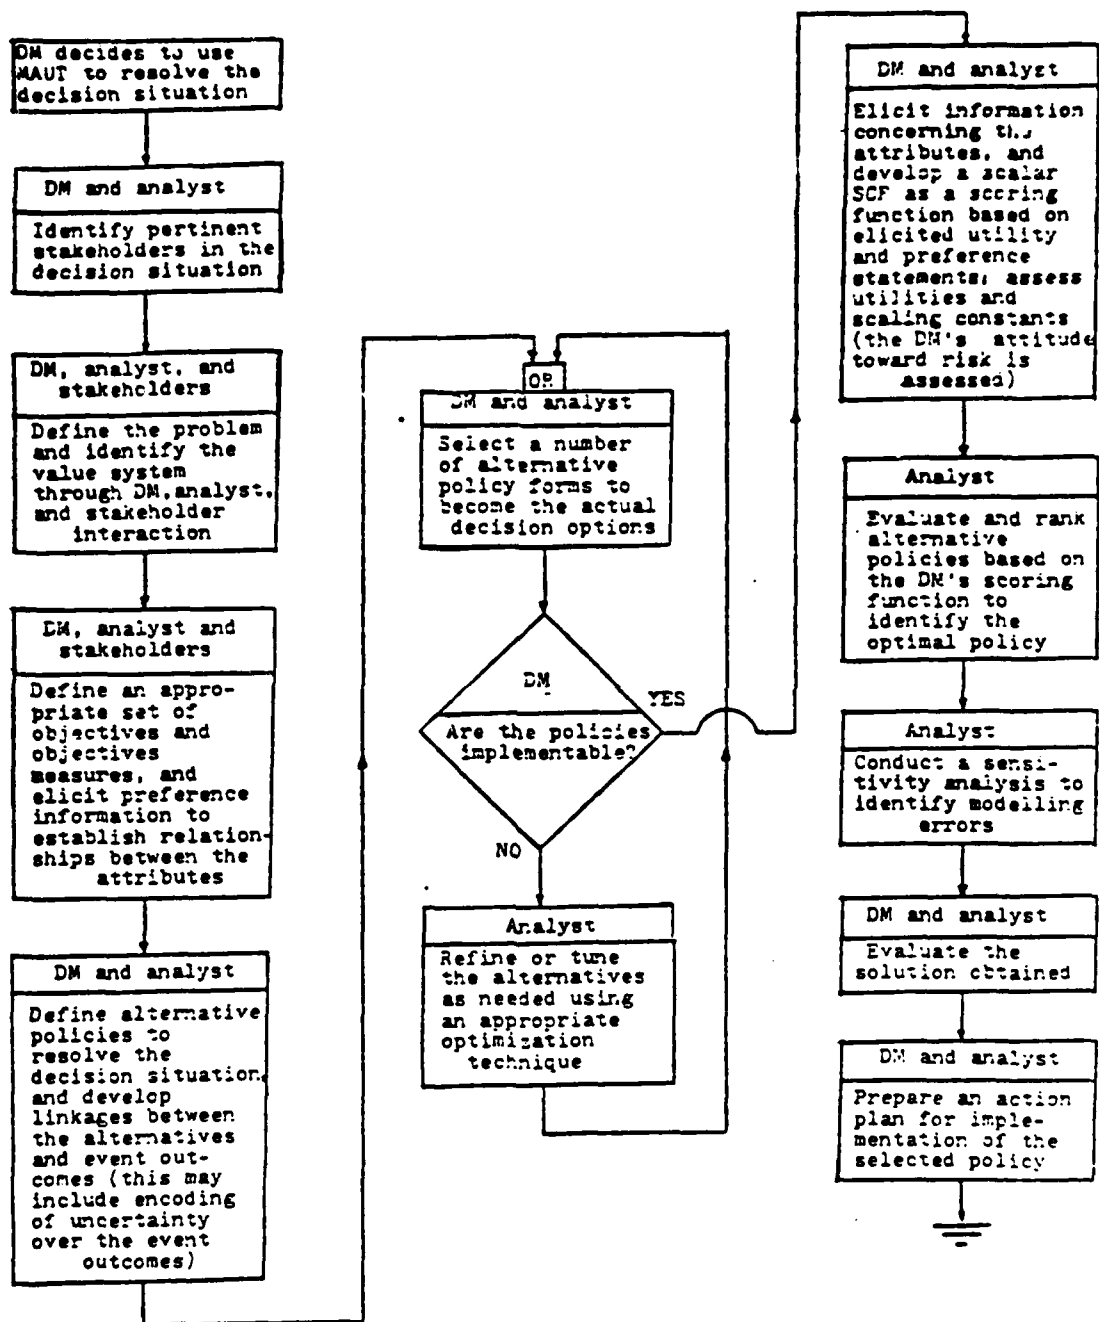 DM decides to use
MAUT to resolve the
decision situation
DM and analyst
Identify pertinent
stakeholders in the
decision situation
DM, analyst, and
stakeholders
Define the problem
and identify the
value system
through DM, analyst,
and stakeholder
interaction
DM, analyst and
stakeholders
Define an appro-
priate set of
objectives and
objectives
measures, and
elicit preference
information to
establish relation-
ships between the
attributes
DM and analyst
Define alternative
policies to
resolve the
decision situation,
and develop
linkages between
the alternatives
and event out-
comes (this may
include encoding
of uncertainty
over the event
outcomes)
OR
DM and analyst
Select a number
of alternative
policy forms to
become the actual
decision options
DM
Are the policies
implementable?
YES
NO
Analyst
Refine or tune
the alternatives
as needed using
an appropriate
optimization
technique
DM and analyst
Elicit information
concerning the
attributes, and
develop a scalar
SCF as a scoring
function based on
elicited utility
and preference
statements; assess
utilities and
scaling constants
(the DM's attitude
toward risk is
assessed)
Analyst
Evaluate and rank
alternative
policies based on
the DM's scoring
function to
identify the
optimal policy
Analyst
Conduct a sensi-
tivity analysis to
identify modelling
errors
DM and analyst
Evaluate the
solution obtained
DM and analyst
Prepare an action
plan for imple-
mentation of the
selected policy